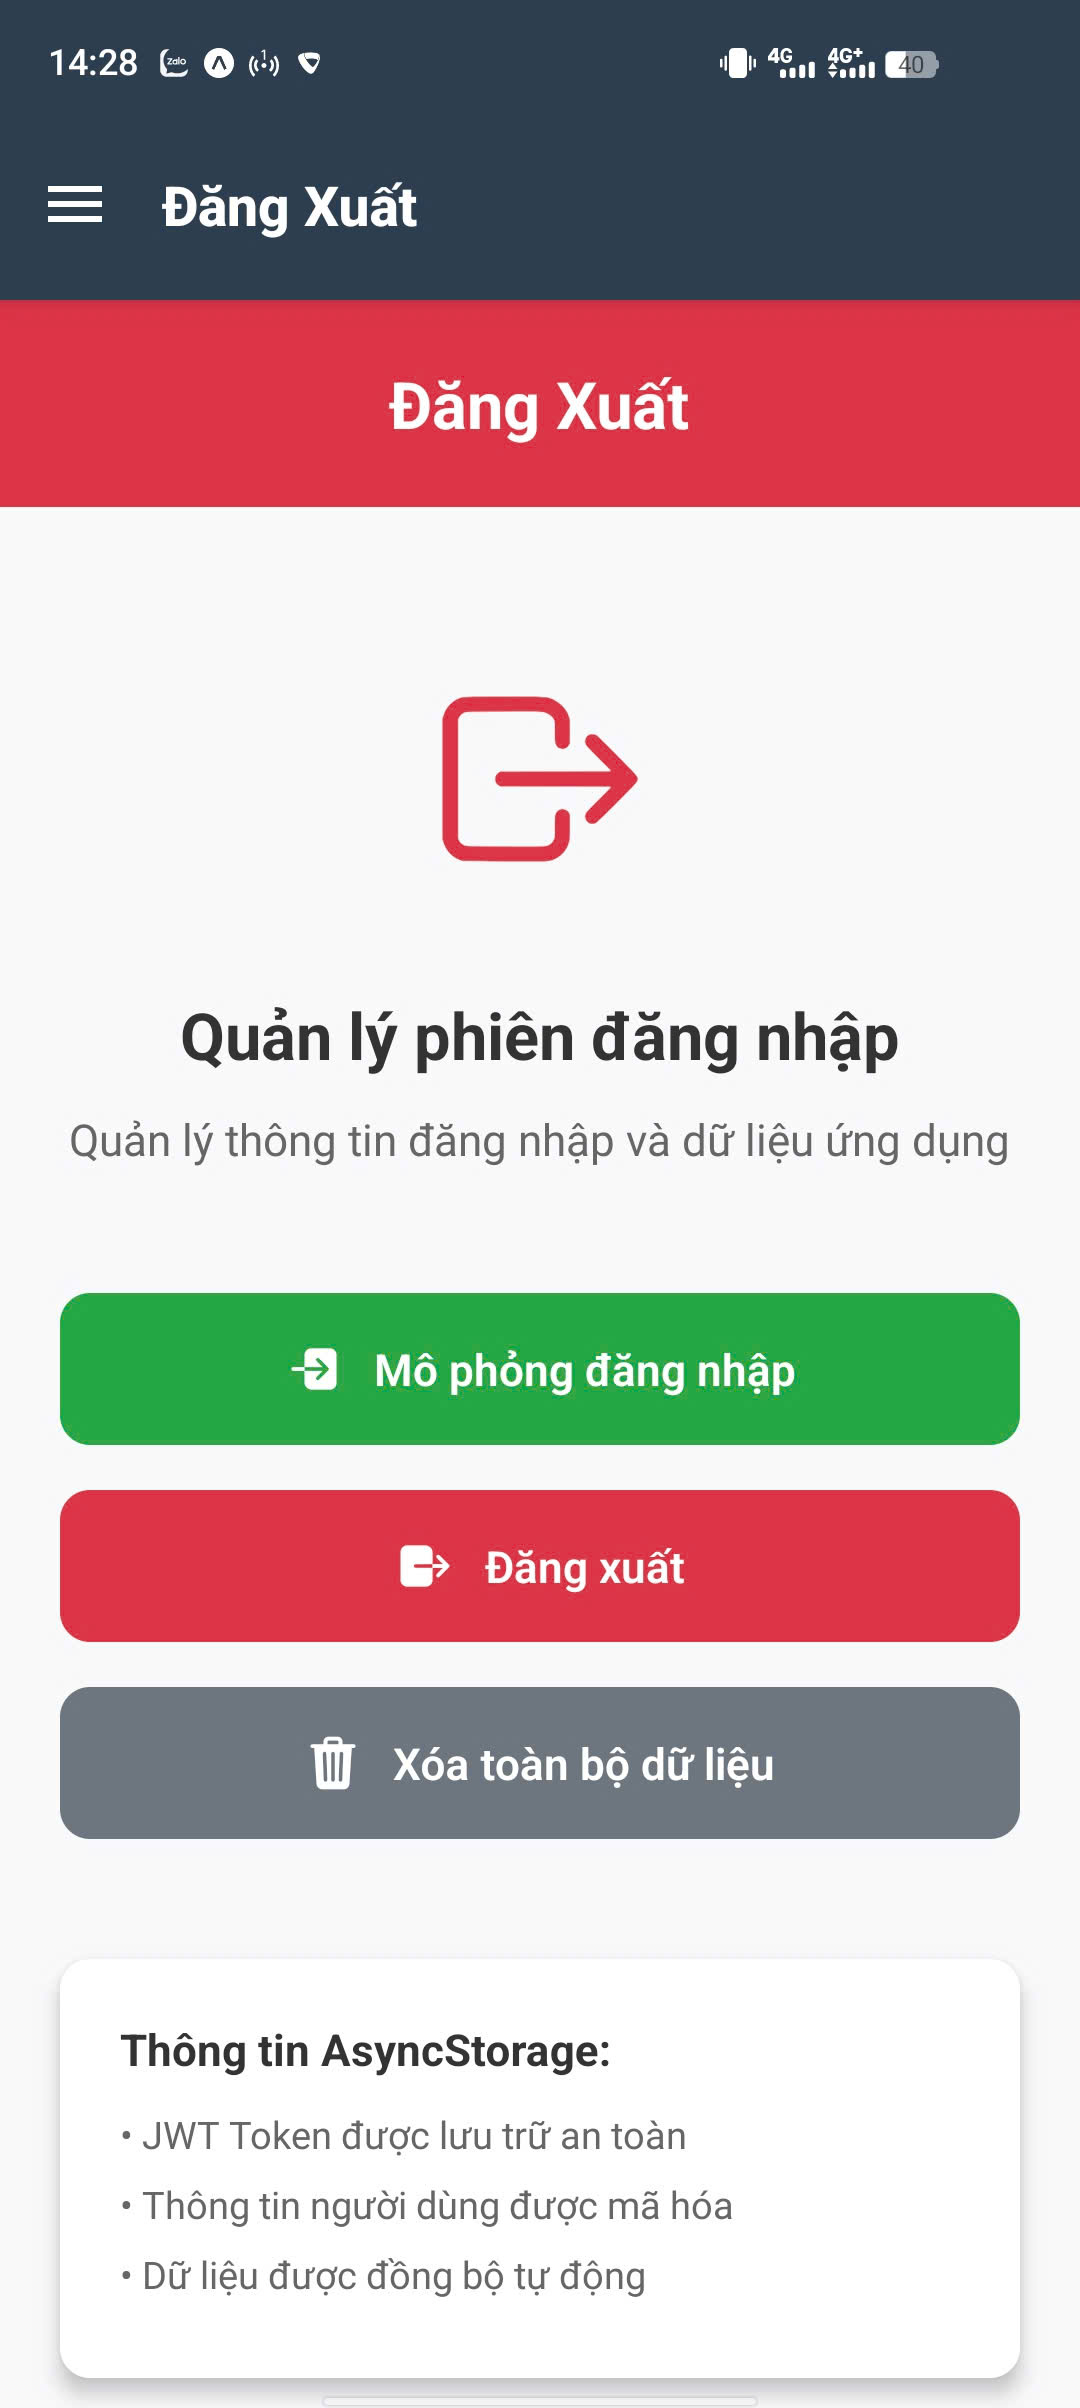 14:28 Zalo 1 4G 4G+ 40
Đăng Xuất
Đăng Xuất
Quản lý phiên đăng nhập
Quản lý thông tin đăng nhập và dữ liệu ứng dụng
Mô phỏng đăng nhập
Đăng xuất
Xóa toàn bộ dữ liệu
Thông tin AsyncStorage:
• JWT Token được lưu trữ an toàn
• Thông tin người dùng được mã hóa
• Dữ liệu được đồng bộ tự động